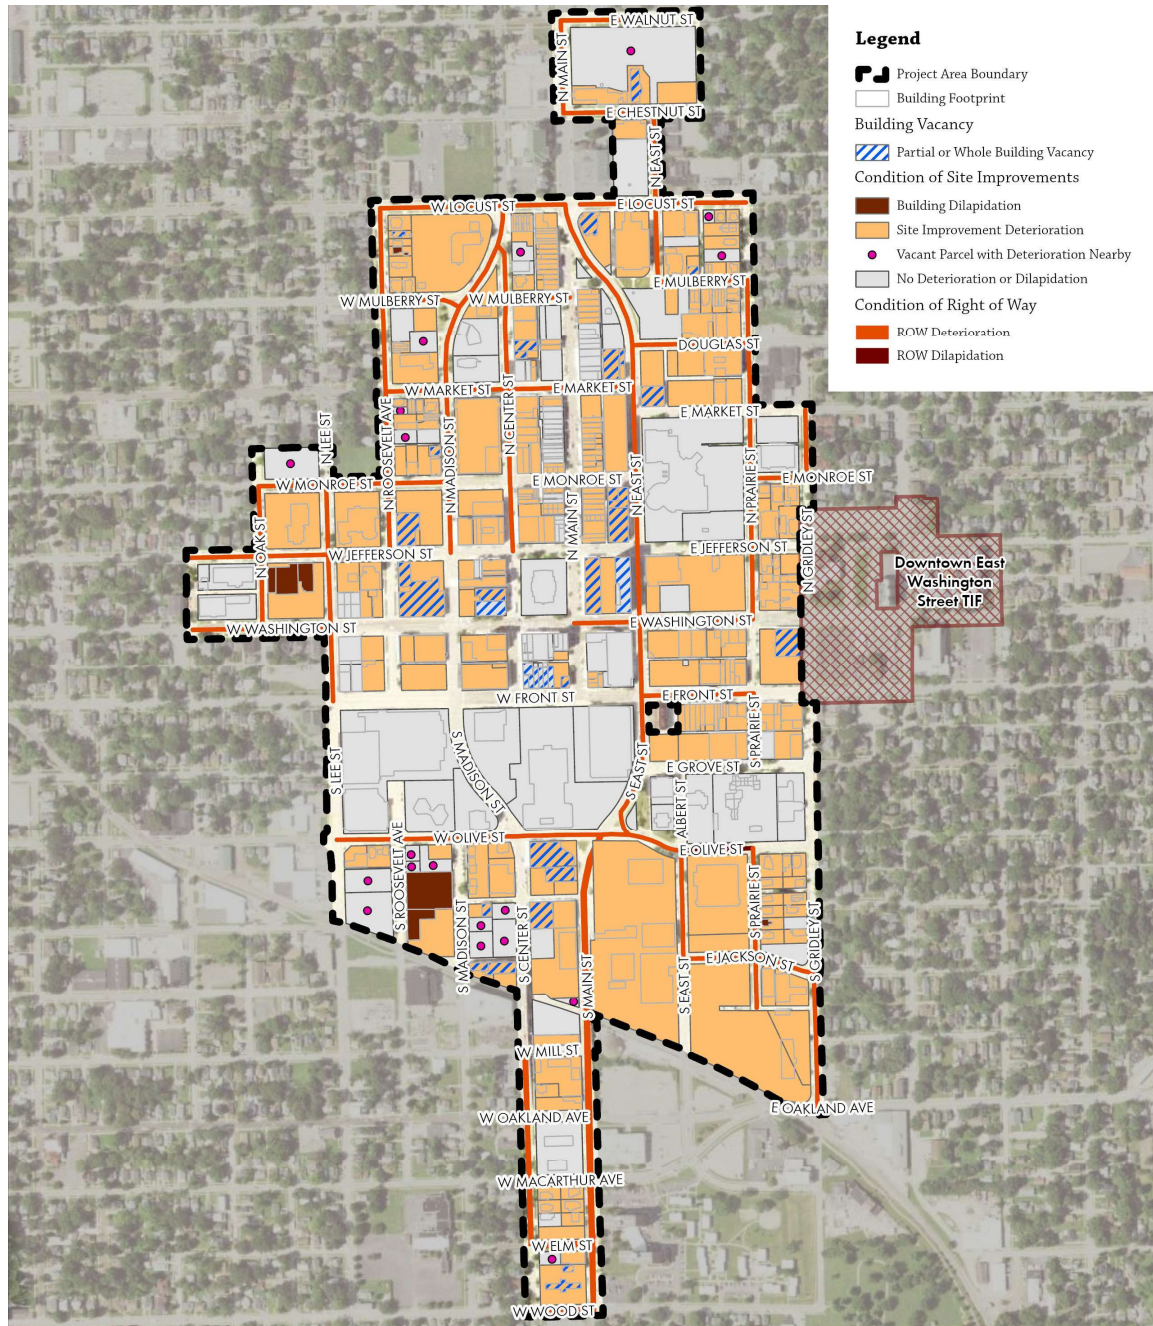 Legend
Project Area Boundary
Building Footprint
Building Vacancy
Partial or Whole Building Vacancy
Condition of Site Improvements
Building Dilapidation
Site Improvement Deterioration
Vacant Parcel with Deterioration Nearby
No Deterioration or Dilapidation
Condition of Right of Way
ROW Deterioration
ROW Dilapidation
E WALNUT ST
N MAIN ST
E CHESTNUT ST
N EAST ST
W LOCUST ST
E LOCUST ST
W MULBERRY ST
W MULBERRY ST
E MULBERRY ST
DOUGLAS ST
W MARKET ST
E MARKET ST
E MARKET ST
N ROOSEVELT AVE
N MADISON ST
N CENTER ST
N LEE ST
N EAST ST
N PRAIRIE ST
W MONROE ST
E MONROE ST
E MONROE ST
N OAK ST
N MAIN ST
N GRIDLEY ST
W JEFFERSON ST
E JEFFERSON ST
Downtown East
Washington
Street TIF
W WASHINGTON ST
E WASHINGTON ST
W FRONT ST
E FRONT ST
S PRAIRIE ST
S LEE ST
S MADISON ST
S EAST ST
E GROVE ST
ALBERT ST
W OLIVE ST
E OLIVE ST
S ROOSEVELT AVE
S MADISON ST
S CENTER ST
S MAIN ST
S EAST ST
S PRAIRIE ST
S GRIDLEY ST
E JACKSON ST
W MILL ST
W OAKLAND AVE
E OAKLAND AVE
W MACARTHUR AVE
W ELM ST
W WOOD ST